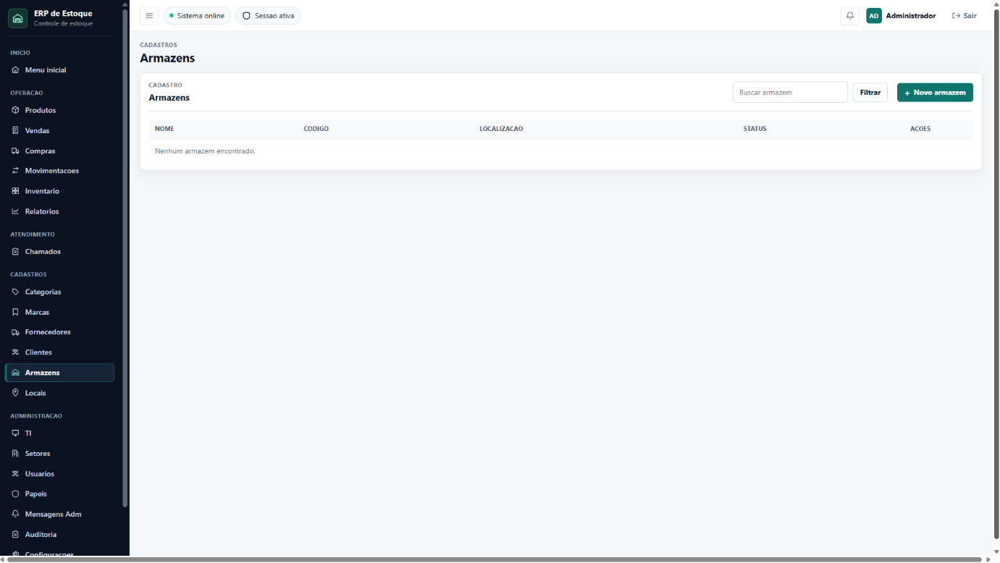 ERP de Estoque
Controle de estoque
INICIO
Menu inicial
OPERACAO
Produtos
Vendas
Compras
Movimentacoes
Inventario
Relatorios
ATENDIMENTO
Chamados
CADASTROS
Categorias
Marcas
Fornecedores
Clientes
Armazens
Locais
ADMINISTRACAO
TI
Setores
Usuarios
Papeis
Mensagens Adm
Auditoria
Configuracoes
Sistema online
Sessao ativa
AD Administrador
Sair
CADASTROS
Armazens
CADASTRO
Armazens
Buscar armazem
Filtrar
+ Novo armazem
NOME CODIGO LOCALIZACAO STATUS ACOES
Nenhum armazem encontrado.